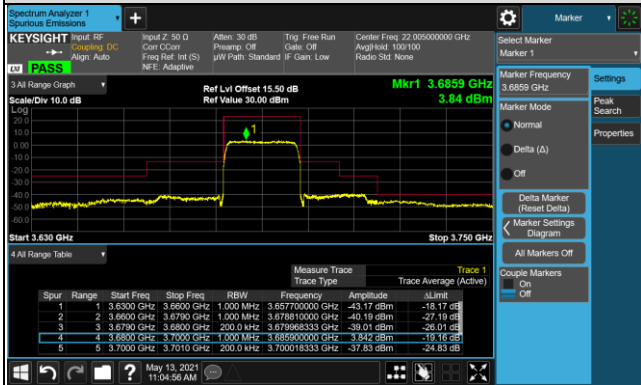 Spectrum Analyzer 1
Spurious Emissions
Marker
KEYSIGHT Input: RF Input Z: 50 Ω Atten: 30 dB Trig: Free Run Center Freq: 22.005000000 GHz
Coupling: DC Corr CCorr Preamp: Off Gate: Off Avg|Hold: 100/100
Align: Auto Freq Ref: Int (S) µW Path: Standard IF Gain: Low Radio Std: None
NFE: Adaptive
LXI PASS
3 All Range Graph
Ref Lvl Offset 15.50 dB
Mkr1 3.6859 GHz
Scale/Div 10.0 dB
Ref Value 30.00 dBm
3.84 dBm
Log
20.0
10.0
0.00
-10.0
-20.0
-30.0
-40.0
-50.0
-60.0
1
Start 3.630 GHz
Stop 3.750 GHz
4 All Range Table
Measure Trace Trace 1
Trace Type Trace Average (Active)
Spur Range Start Freq Stop Freq RBW Frequency Amplitude ΔLimit
1 1 3.6300 GHz 3.6600 GHz 1.000 MHz 3.657700000 GHz -43.17 dBm -18.17 dB
2 2 3.6600 GHz 3.6790 GHz 1.000 MHz 3.678810000 GHz -40.19 dBm -27.19 dB
3 3 3.6790 GHz 3.6800 GHz 200.0 kHz 3.679968333 GHz -39.01 dBm -26.01 dB
4 4 3.6800 GHz 3.7000 GHz 1.000 MHz 3.685900000 GHz 3.842 dBm -19.16 dB
5 5 3.7000 GHz 3.7010 GHz 200.0 kHz 3.700018333 GHz -37.83 dBm -24.83 dB
May 13, 2021
11:04:56 AM
Select Marker
Marker 1
Marker Frequency
3.6859 GHz
Settings
Marker Mode
Peak
Search
Normal
Properties
Delta (Δ)
Off
Delta Marker
(Reset Delta)
Marker Settings
Diagram
All Markers Off
Couple Markers
On
Off